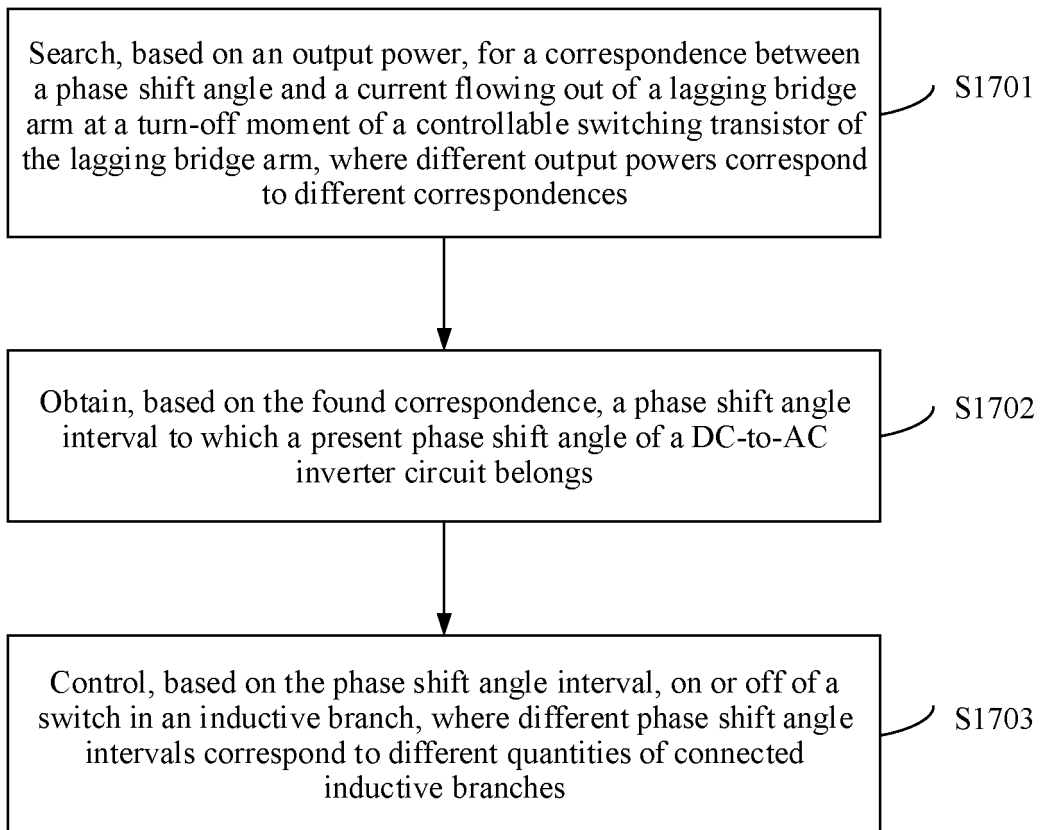 Search, based on an output power, for a correspondence between
a phase shift angle and a current flowing out of a lagging bridge
arm at a turn-off moment of a controllable switching transistor of
the lagging bridge arm, where different output powers correspond
to different correspondences
S1701
Obtain, based on the found correspondence, a phase shift angle
interval to which a present phase shift angle of a DC-to-AC
inverter circuit belongs
S1702
Control, based on the phase shift angle interval, on or off of a
switch in an inductive branch, where different phase shift angle
intervals correspond to different quantities of connected
inductive branches
S1703